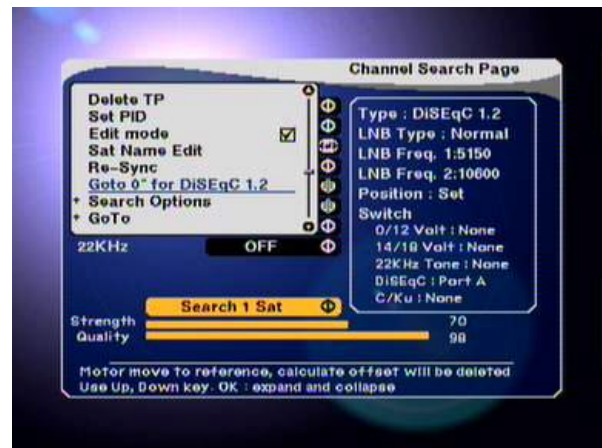 Channel Search Page
Delete TP
Set PID
Edit mode
Sat Name Edit
Re-Sync
Goto 0° for DiSEqC 1.2
+ Search Options
+ GoTo
22KHz OFF
Search 1 Sat
Type : DiSEqC 1.2
LNB Type : Normal
LNB Freq. 1:5150
LNB Freq. 2:10600
Position : Set
Switch
0/12 Volt : None
14/18 Volt : None
22KHz Tone : None
DiSEqC : Port A
C/Ku : None
Strength 70
Quality 98
Motor move to reference, calculate offset will be deleted
Use Up, Down key. OK : expand and collapse